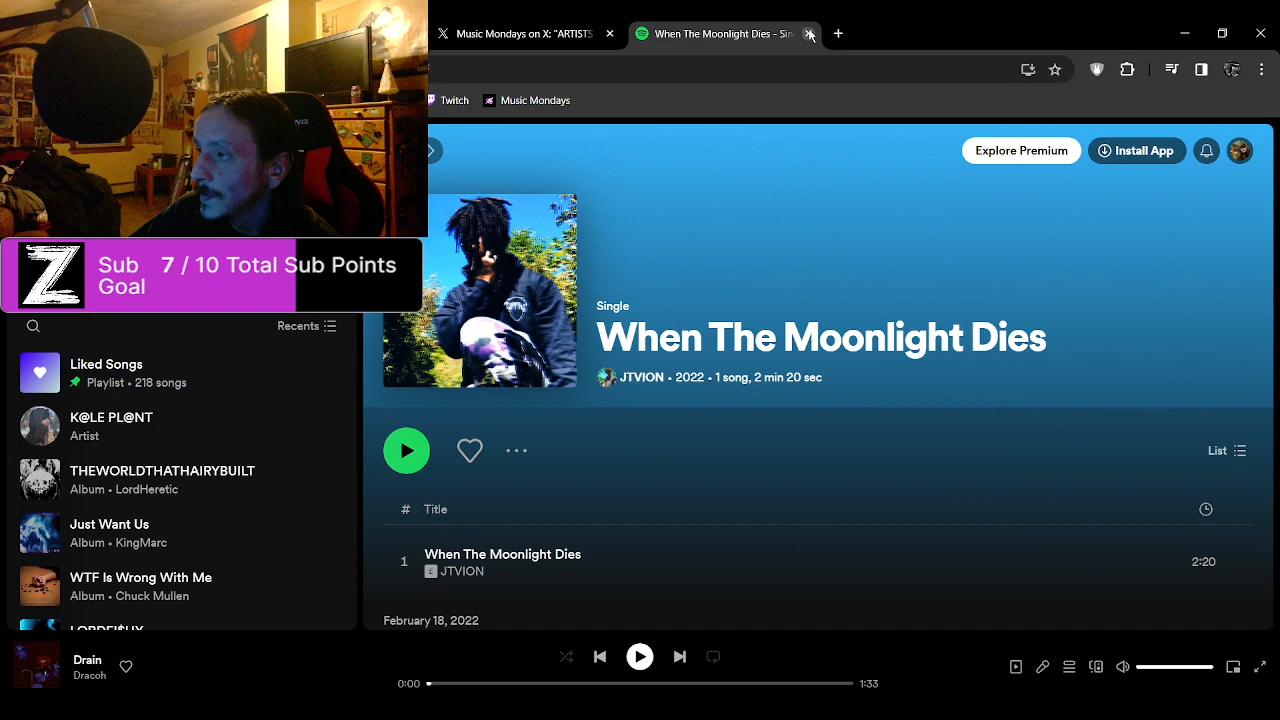 Music Mondays on X: "ARTISTS
When The Moonlight Dies - Sin
Twitch
Music Mondays
Explore Premium
Install App
Z
Sub Goal
7 / 10 Total Sub Points
Recents
Liked Songs
Playlist • 218 songs
K@LE PL@NT
Artist
THEWORLDTHATHAIRYBUILT
Album • LordHeretic
Just Want Us
Album • KingMarc
WTF Is Wrong With Me
Album • Chuck Mullen
Single
When The Moonlight Dies
JTVION • 2022 • 1 song, 2 min 20 sec
List
# Title
1 When The Moonlight Dies 2:20
E JTVION
February 18, 2022
Drain
Dracoh
0:00
1:33